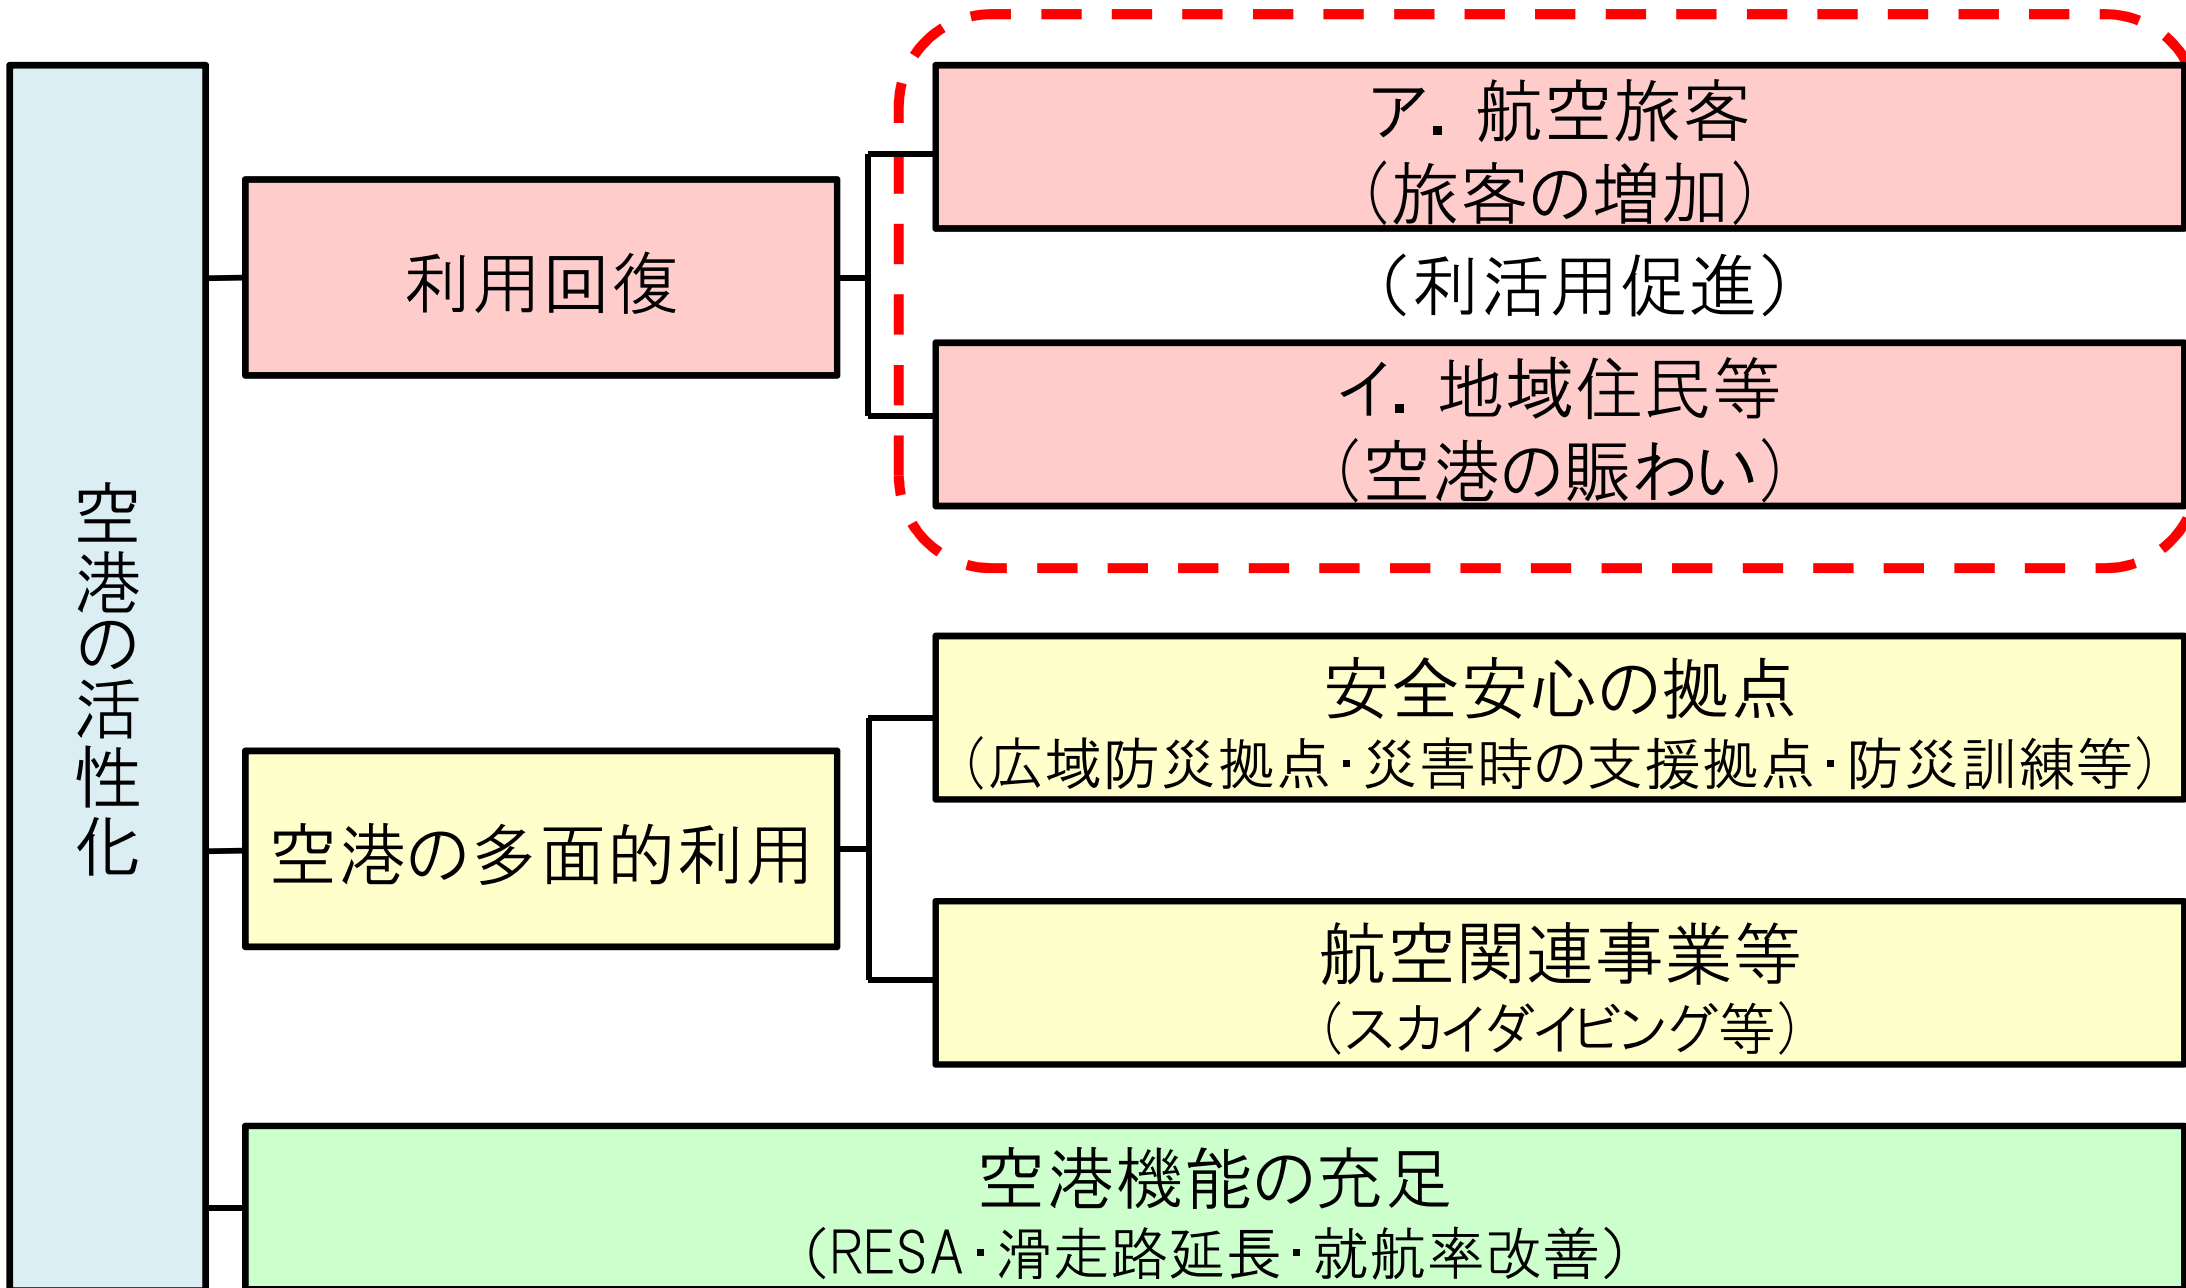 空港の活性化
利用回復
ア．航空旅客
（旅客の増加）
（利活用促進）
イ．地域住民等
（空港の賑わい）
空港の多面的利用
安全安心の拠点
（広域防災拠点・災害時の支援拠点・防災訓練等）
航空関連事業等
（スカイダイビング等）
空港機能の充足
（RESA・滑走路延長・就航率改善）